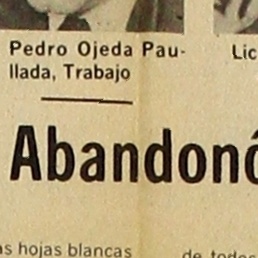 Pedro Ojeda Pau-
llada, Trabajo
Lic
Abandonó
as hojas blancas
de todos